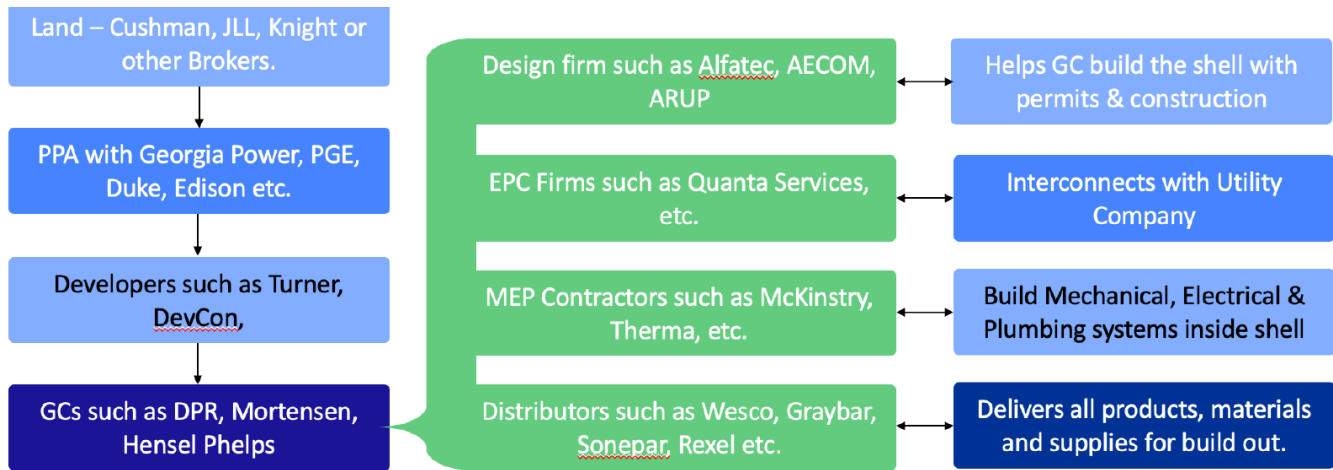 Land – Cushman, JLL, Knight or
other Brokers.
PPA with Georgia Power, PGE,
Duke, Edison etc.
Developers such as Turner,
DevCon,
GCs such as DPR, Mortensen,
Hensel Phelps
Design firm such as Alfatec, AECOM,
ARUP
Helps GC build the shell with
permits & construction
EPC Firms such as Quanta Services,
etc.
Interconnects with Utility
Company
MEP Contractors such as McKinstry,
Therma, etc.
Build Mechanical, Electrical &
Plumbing systems inside shell
Distributors such as Wesco, Graybar,
Sonepar, Rexel etc.
Delivers all products, materials
and supplies for build out.